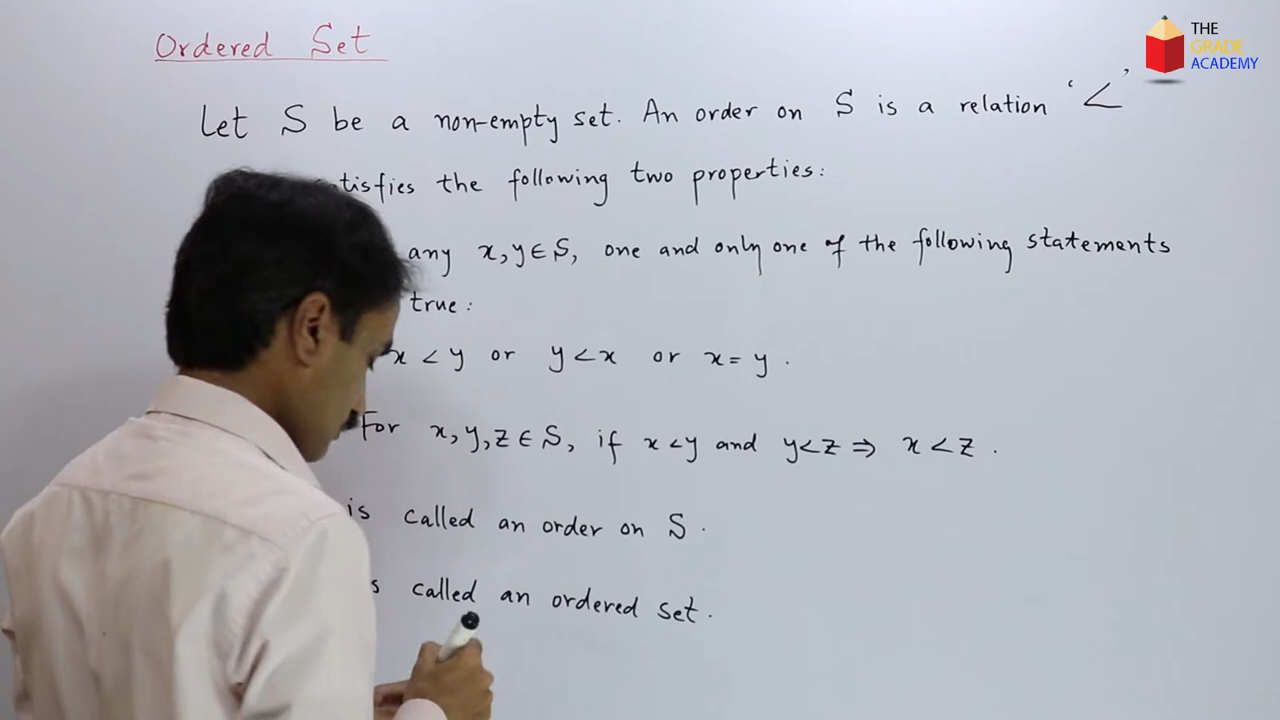 Ordered Set
THE
GRADE
ACADEMY
Let S be a non-empty set. An order on S is a relation '<'
tisfies the following two properties:
any x, y ∈ S, one and only one of the following statements
true:
x < y or y < x or x = y.
For x, y, z ∈ S, if x < y and y < z ⇒ x < z.
is called an order on S.
s called an ordered set.